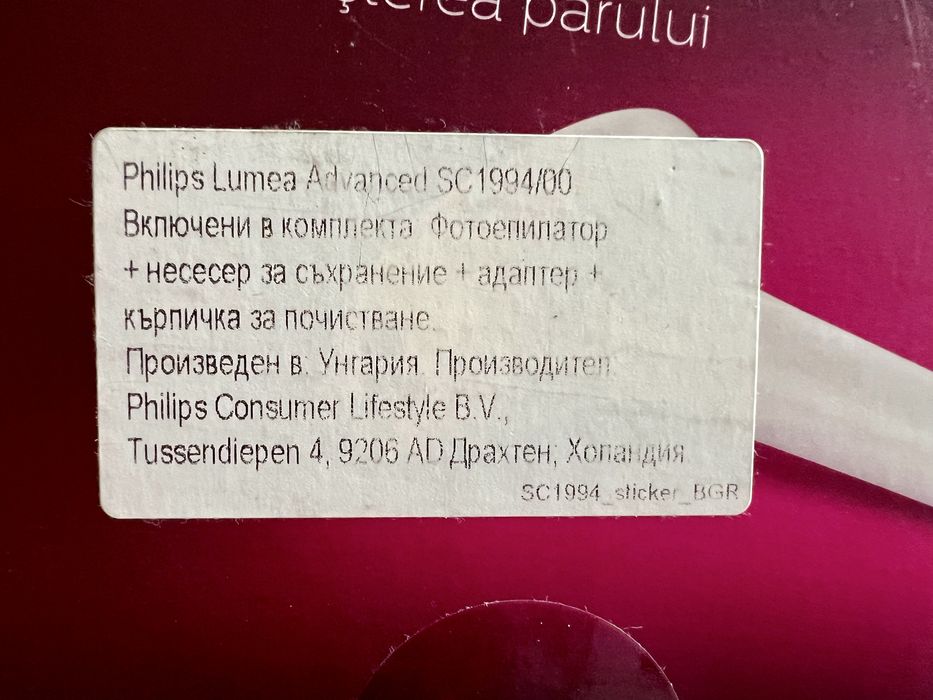 părului
Philips Lumea Advanced SC1994/00
Включени в комплекта: Фотоепилатор
+ несесер за съхранение + адаптер +
кърпичка за почистване.
Произведен в: Унгария. Производител:
Philips Consumer Lifestyle B.V.,
Tussendiepen 4, 9206 AD Драхтен; Холандия
SC1994_sticker_BGR